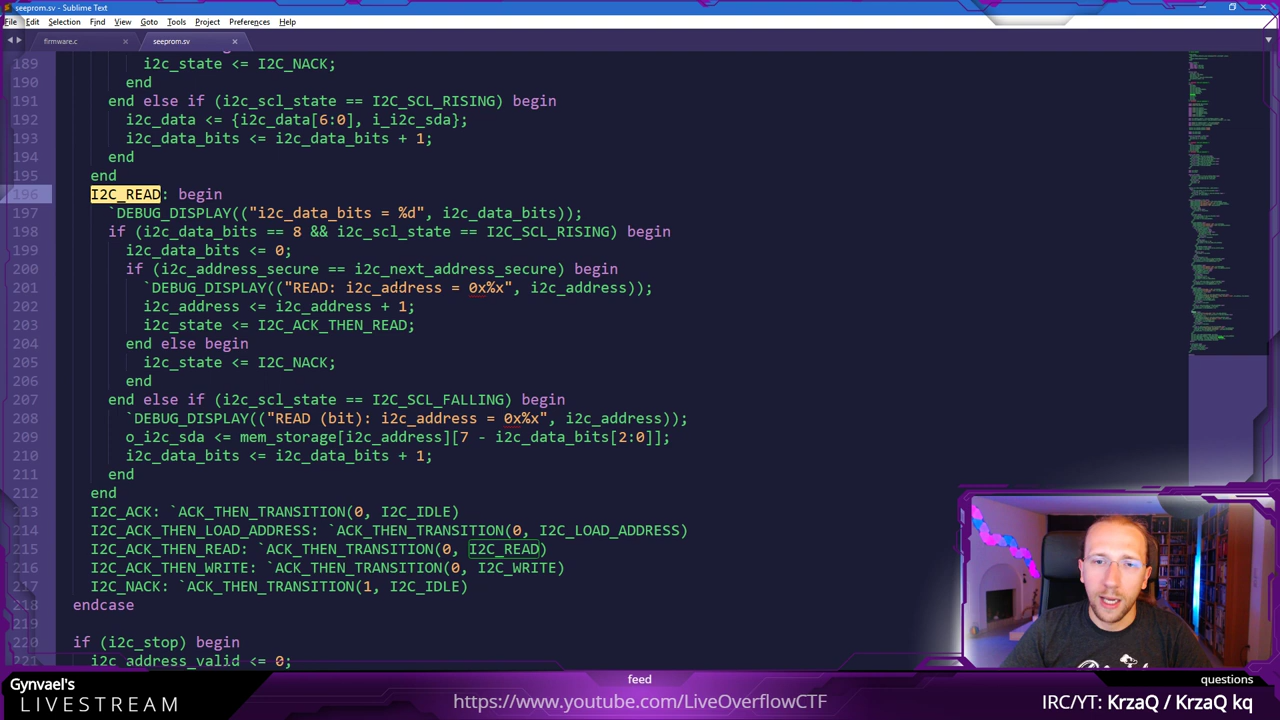 seeprom.sv - Sublime Text
File Edit Selection Find View Goto Tools Project Preferences Help
firmware.c × seeprom.sv ×
189 i2c_state <= I2C_NACK;
190 end
191 end else if (i2c_scl_state == I2C_SCL_RISING) begin
192 i2c_data <= {i2c_data[6:0], i_i2c_sda};
193 i2c_data_bits <= i2c_data_bits + 1;
194 end
195 end
196 I2C_READ: begin
197 `DEBUG_DISPLAY(("i2c_data_bits = %d", i2c_data_bits));
198 if (i2c_data_bits == 8 && i2c_scl_state == I2C_SCL_RISING) begin
199 i2c_data_bits <= 0;
200 if (i2c_address_secure == i2c_next_address_secure) begin
201 `DEBUG_DISPLAY(("READ: i2c_address = 0x%x", i2c_address));
202 i2c_address <= i2c_address + 1;
203 i2c_state <= I2C_ACK_THEN_READ;
204 end else begin
205 i2c_state <= I2C_NACK;
206 end
207 end else if (i2c_scl_state == I2C_SCL_FALLING) begin
208 `DEBUG_DISPLAY(("READ (bit): i2c_address = 0x%x", i2c_address));
209 o_i2c_sda <= mem_storage[i2c_address][7 - i2c_data_bits[2:0]];
210 i2c_data_bits <= i2c_data_bits + 1;
211 end
212 end
213 I2C_ACK: `ACK_THEN_TRANSITION(0, I2C_IDLE)
214 I2C_ACK_THEN_LOAD_ADDRESS: `ACK_THEN_TRANSITION(0, I2C_LOAD_ADDRESS)
215 I2C_ACK_THEN_READ: `ACK_THEN_TRANSITION(0, I2C_READ)
216 I2C_ACK_THEN_WRITE: `ACK_THEN_TRANSITION(0, I2C_WRITE)
217 I2C_NACK: `ACK_THEN_TRANSITION(1, I2C_IDLE)
218 endcase
219
220 if (i2c_stop) begin
221 i2c_address_valid <= 0;
Gynvael's
LIVESTREAM
feed
https://www.youtube.com/LiveOverflowCTF
questions
IRC/YT: KrzaQ / KrzaQ kq